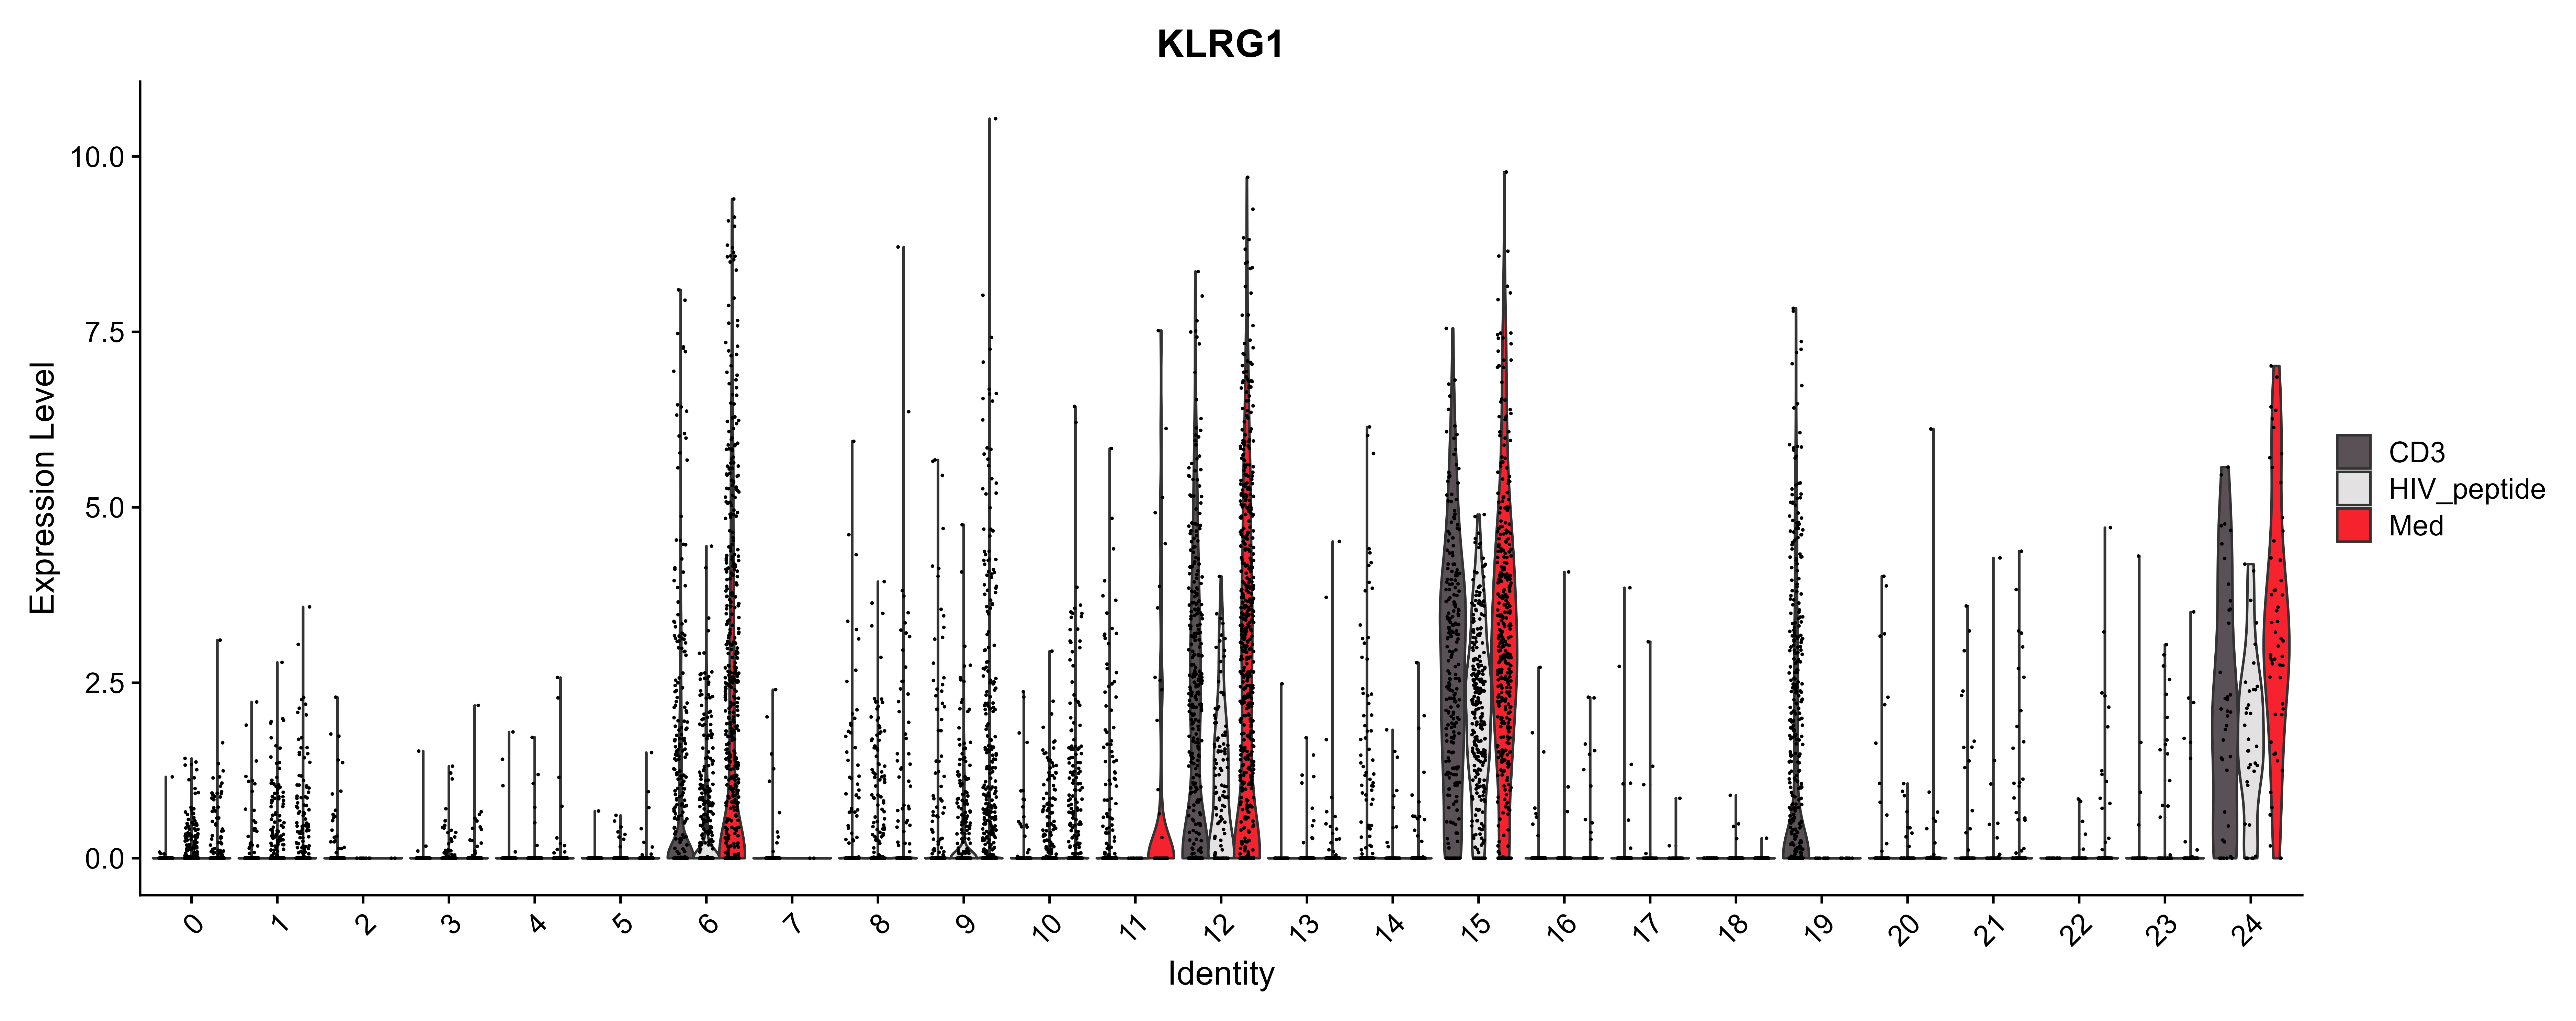 KLRG1
Expression Level
10.0
7.5
5.0
2.5
0.0
0 1 2 3 4 5 6 7 8 9 10 11 12 13 14 15 16 17 18 19 20 21 22 23 24
Identity
CD3
HIV_peptide
Med